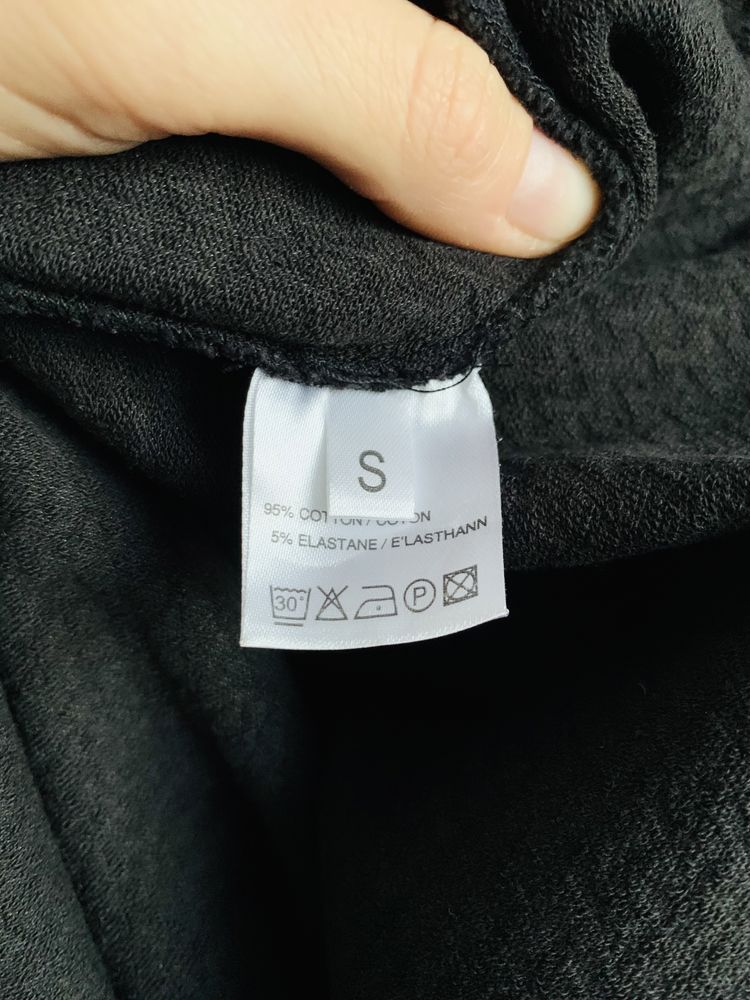 S
95% COTTON / COTON
5% ELASTANE / E'LASTHANN
30° P